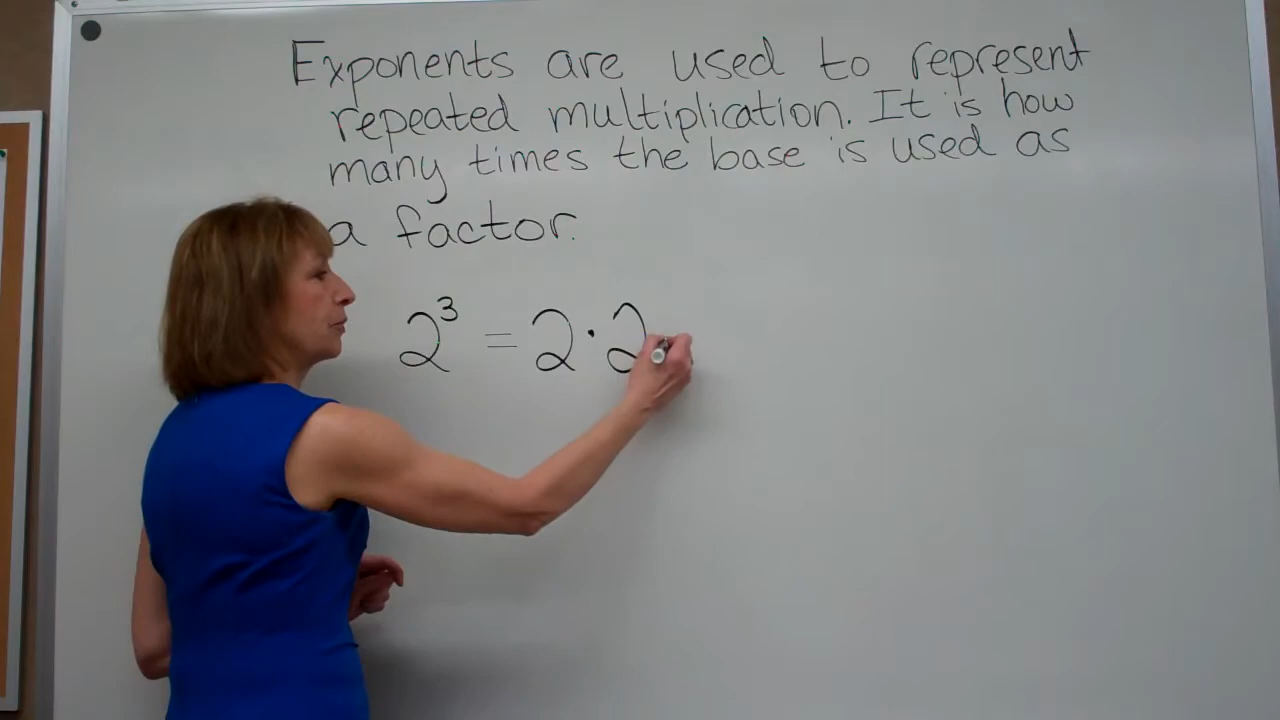 Exponents are used to represent
repeated multiplication. It is how
many times the base is used as
a factor.
2³ = 2·2